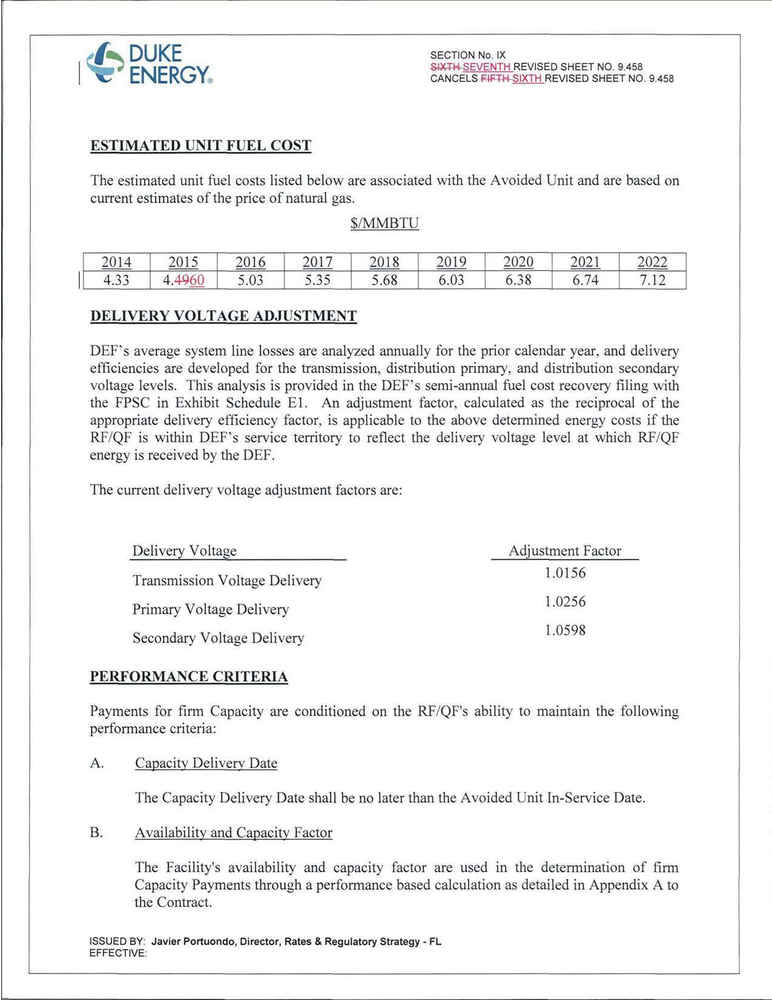 DUKE
ENERGY®
SECTION No. IX
SIXTH SEVENTH REVISED SHEET NO. 9.458
CANCELS FIFTH SIXTH REVISED SHEET NO. 9.458
ESTIMATED UNIT FUEL COST
The estimated unit fuel costs listed below are associated with the Avoided Unit and are based on
current estimates of the price of natural gas.
$/MMBTU
2014 2015 2016 2017 2018 2019 2020 2021 2022
4.33 4.4960 5.03 5.35 5.68 6.03 6.38 6.74 7.12
DELIVERY VOLTAGE ADJUSTMENT
DEF's average system line losses are analyzed annually for the prior calendar year, and delivery
efficiencies are developed for the transmission, distribution primary, and distribution secondary
voltage levels. This analysis is provided in the DEF's semi-annual fuel cost recovery filing with
the FPSC in Exhibit Schedule E1. An adjustment factor, calculated as the reciprocal of the
appropriate delivery efficiency factor, is applicable to the above determined energy costs if the
RF/QF is within DEF's service territory to reflect the delivery voltage level at which RF/QF
energy is received by the DEF.
The current delivery voltage adjustment factors are:
Delivery Voltage Adjustment Factor
Transmission Voltage Delivery 1.0156
Primary Voltage Delivery 1.0256
Secondary Voltage Delivery 1.0598
PERFORMANCE CRITERIA
Payments for firm Capacity are conditioned on the RF/QF's ability to maintain the following
performance criteria:
A. Capacity Delivery Date
The Capacity Delivery Date shall be no later than the Avoided Unit In-Service Date.
B. Availability and Capacity Factor
The Facility's availability and capacity factor are used in the determination of firm
Capacity Payments through a performance based calculation as detailed in Appendix A to
the Contract.
ISSUED BY: Javier Portuondo, Director, Rates & Regulatory Strategy - FL
EFFECTIVE: